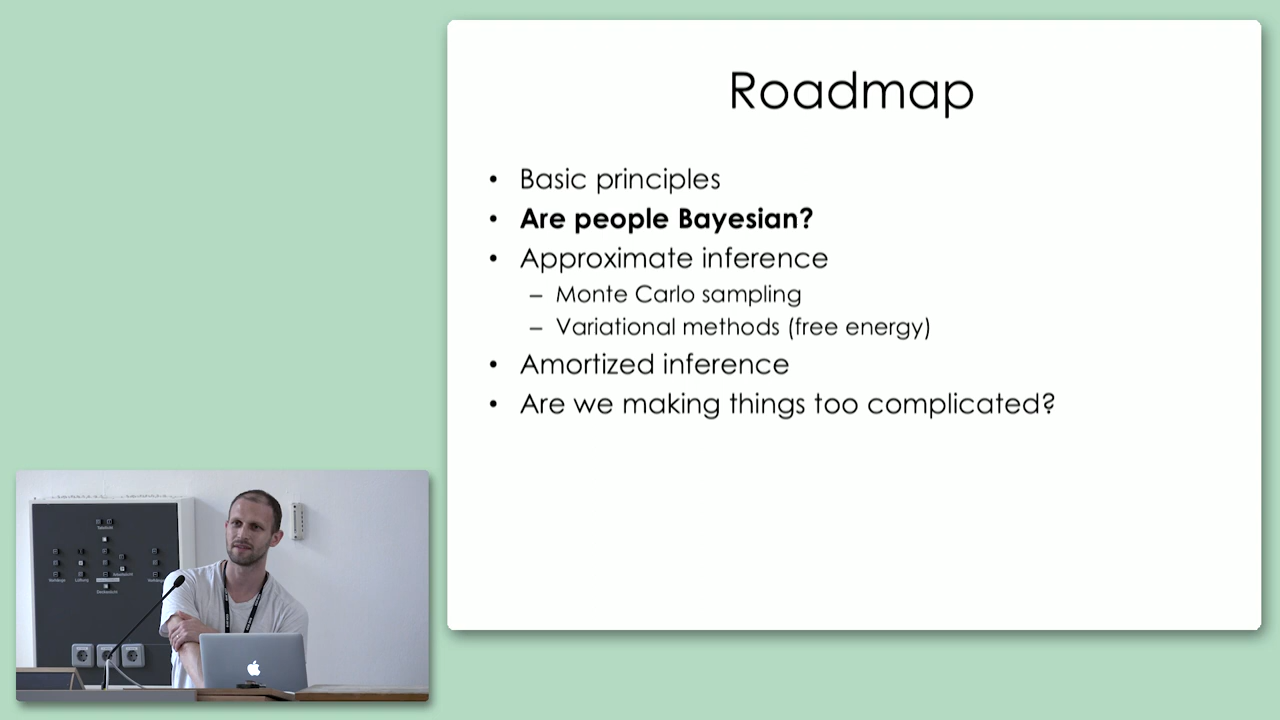 Roadmap
• Basic principles
• Are people Bayesian?
• Approximate inference
– Monte Carlo sampling
– Variational methods (free energy)
• Amortized inference
• Are we making things too complicated?